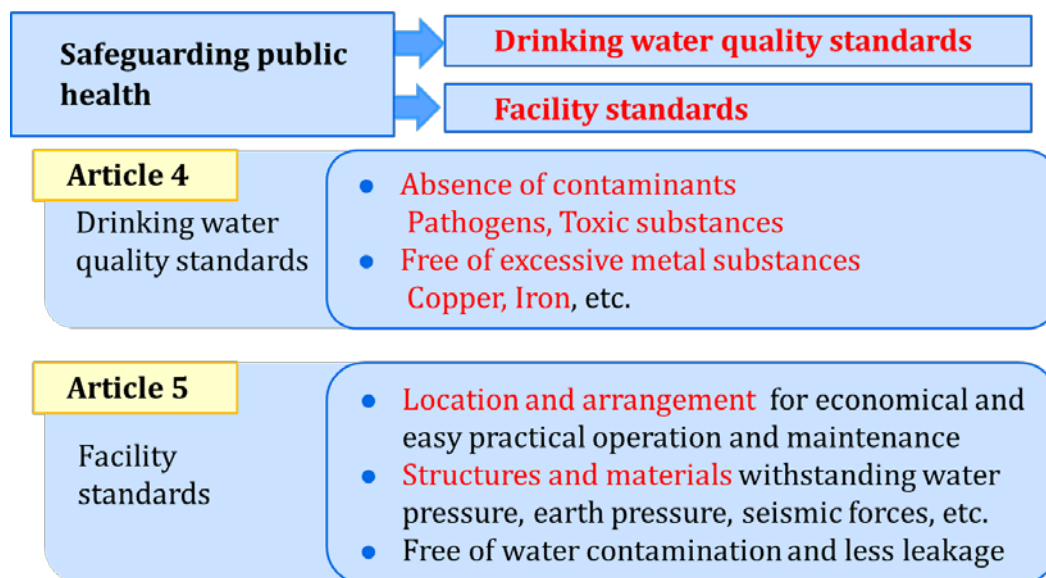 Safeguarding public
health
Drinking water quality standards
Facility standards
Article 4
Drinking water
quality standards
● Absence of contaminants
Pathogens, Toxic substances
● Free of excessive metal substances
Copper, Iron, etc.
Article 5
Facility
standards
● Location and arrangement for economical and
easy practical operation and maintenance
● Structures and materials withstanding water
pressure, earth pressure, seismic forces, etc.
● Free of water contamination and less leakage